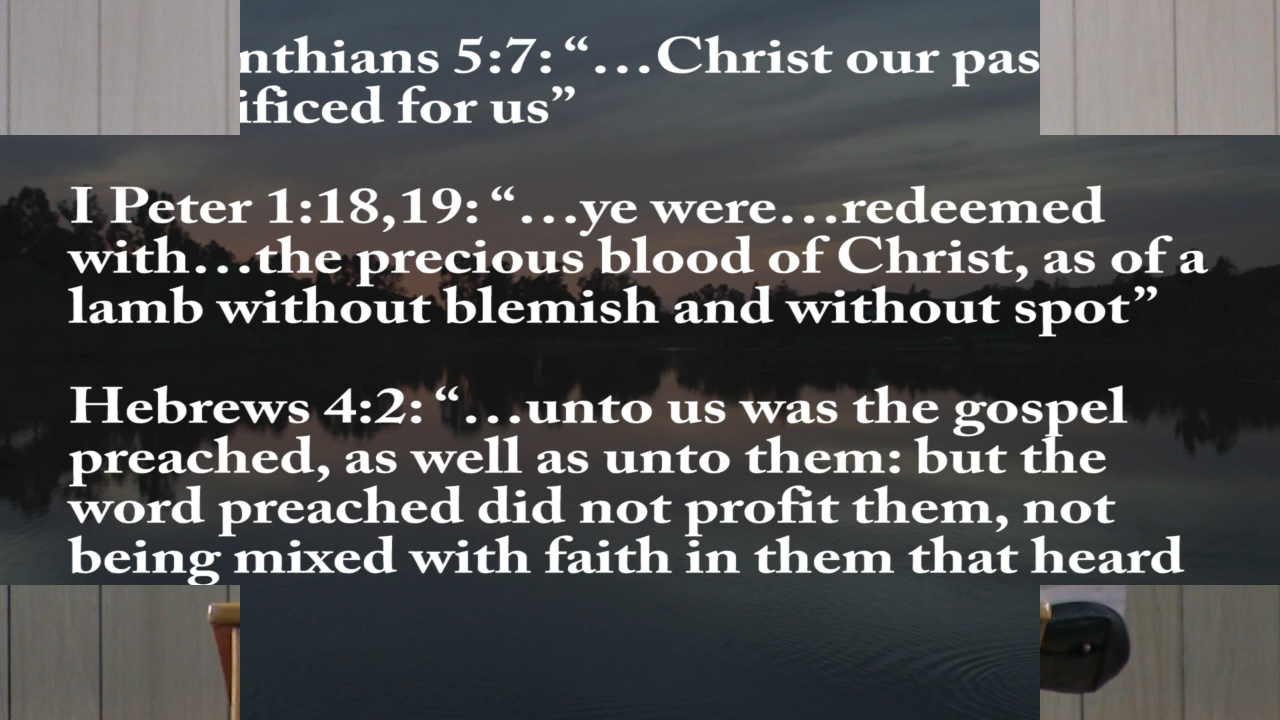 nthians 5:7: “…Christ our pas
ificed for us”
I Peter 1:18,19: “…ye were…redeemed
with…the precious blood of Christ, as of a
lamb without blemish and without spot”
Hebrews 4:2: “…unto us was the gospel
preached, as well as unto them: but the
word preached did not profit them, not
being mixed with faith in them that heard